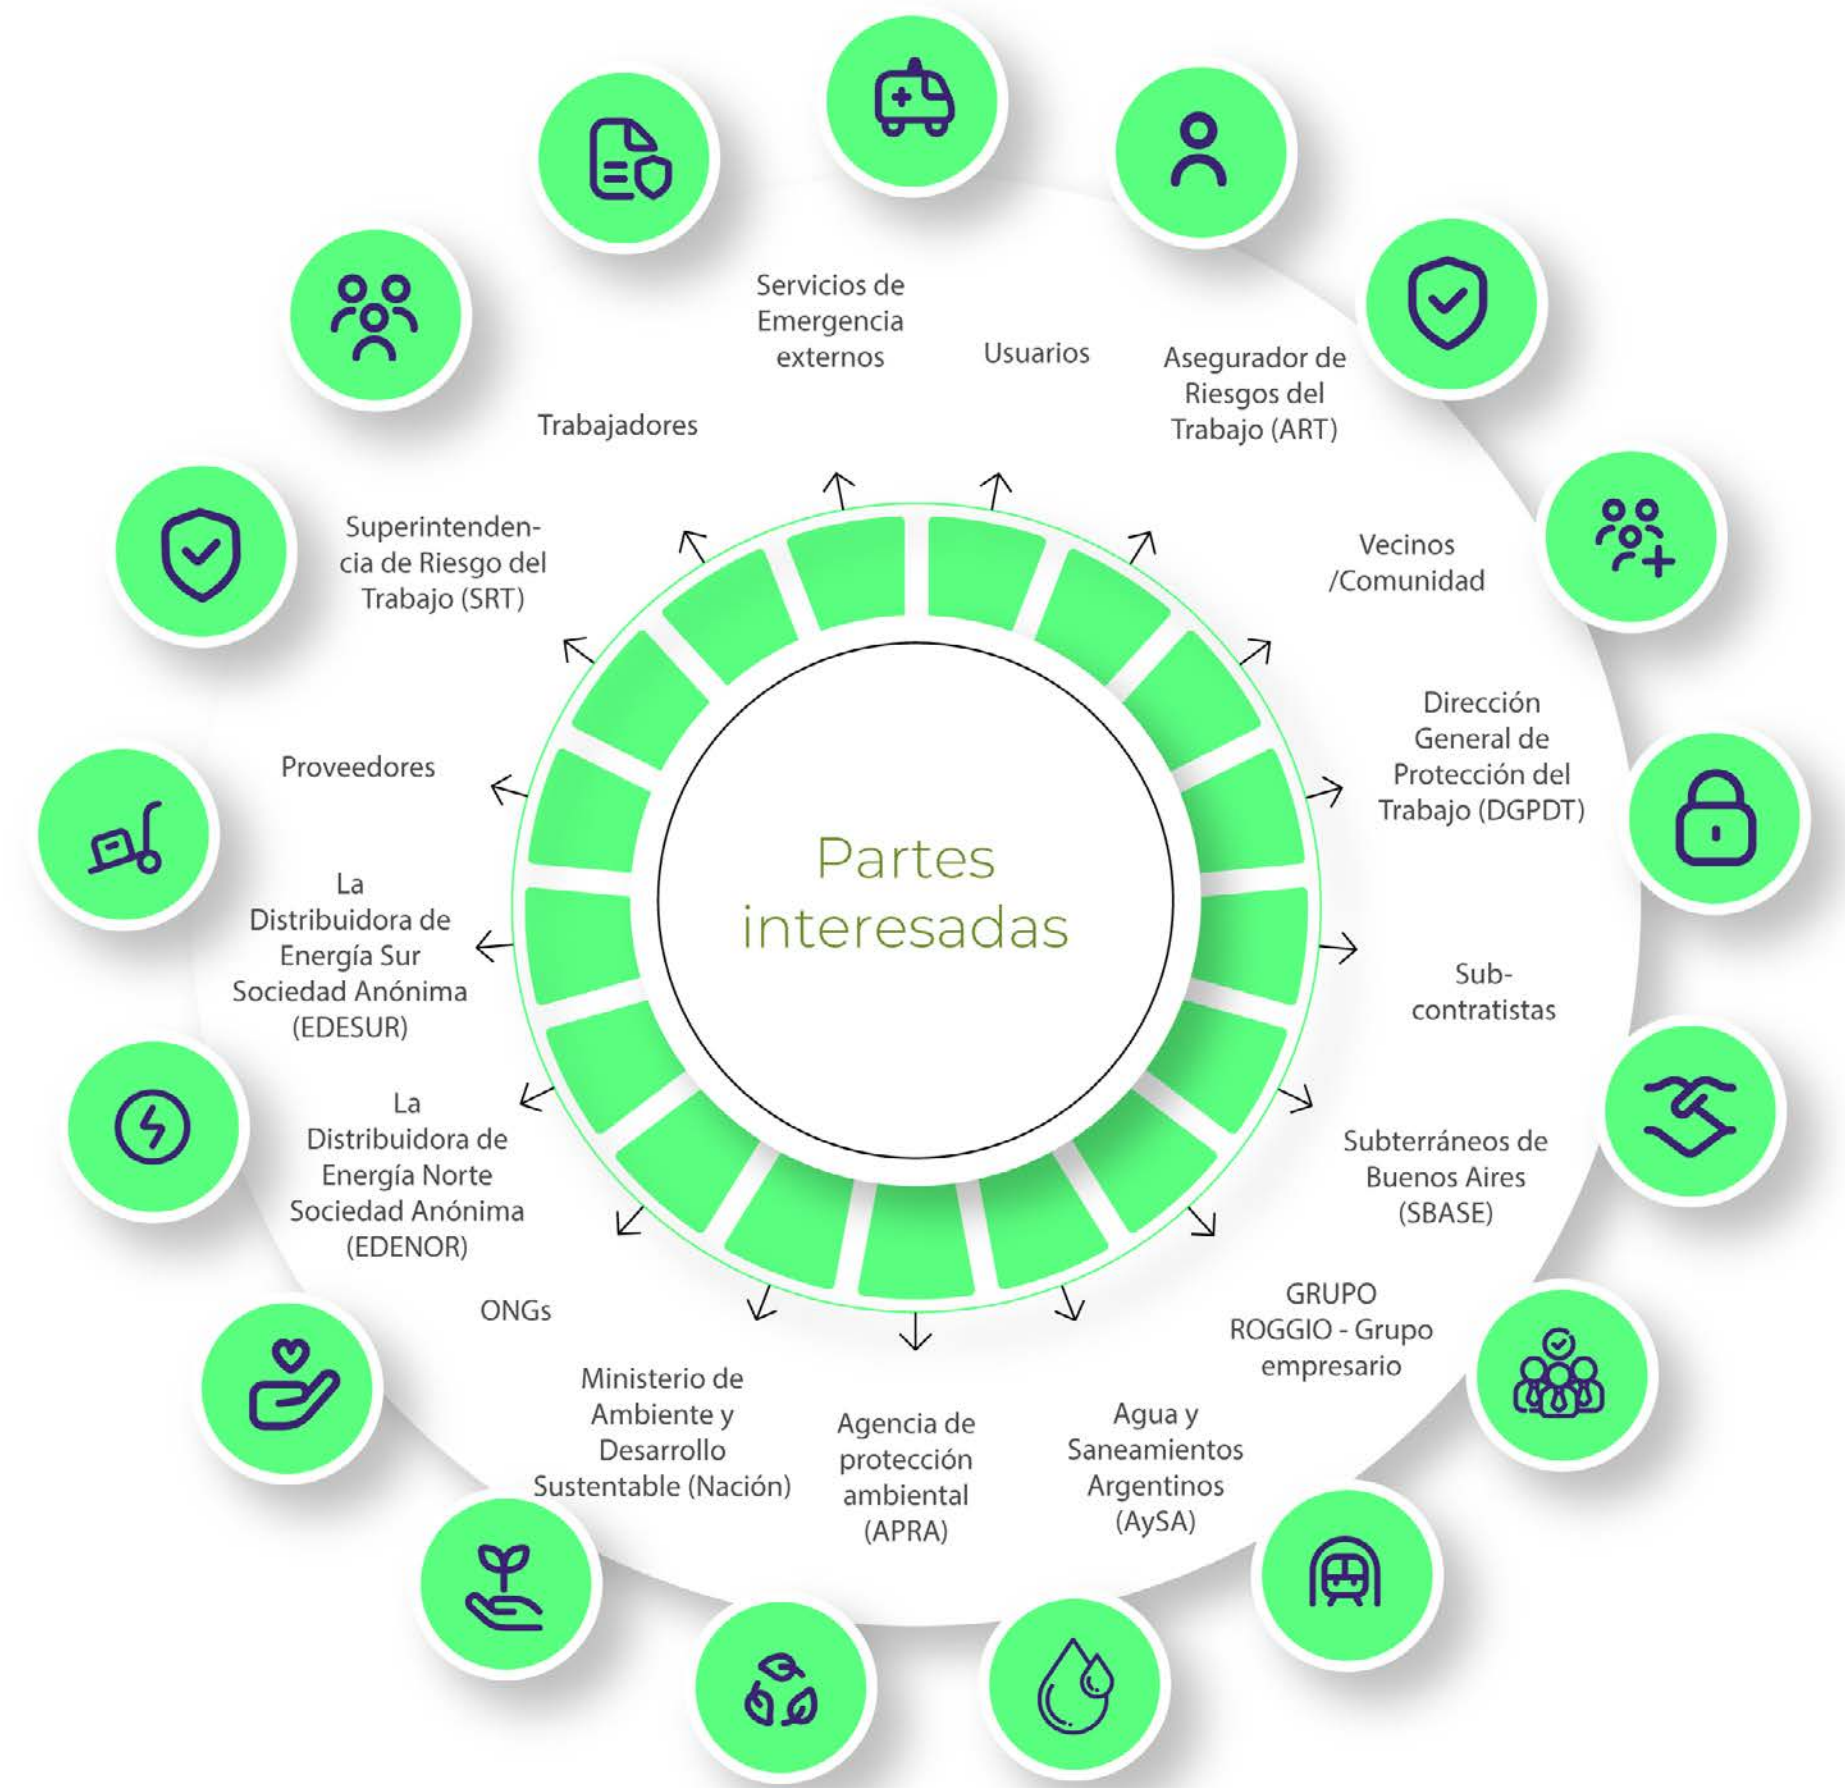 Partes
interesadas
Servicios de
Emergencia
externos
Usuarios
Asegurador de
Riesgos del
Trabajo (ART)
Vecinos
/Comunidad
Dirección
General de
Protección del
Trabajo (DGPDT)
Sub-
contratistas
Subterráneos de
Buenos Aires
(SBASE)
GRUPO
ROGGIO - Grupo
empresario
Agua y
Saneamientos
Argentinos
(AySA)
Agencia de
protección
ambiental
(APRA)
Ministerio de
Ambiente y
Desarrollo
Sustentable (Nación)
ONGs
La
Distribuidora de
Energía Norte
Sociedad Anónima
(EDENOR)
La
Distribuidora de
Energía Sur
Sociedad Anónima
(EDESUR)
Proveedores
Superintenden-
cia de Riesgo del
Trabajo (SRT)
Trabajadores